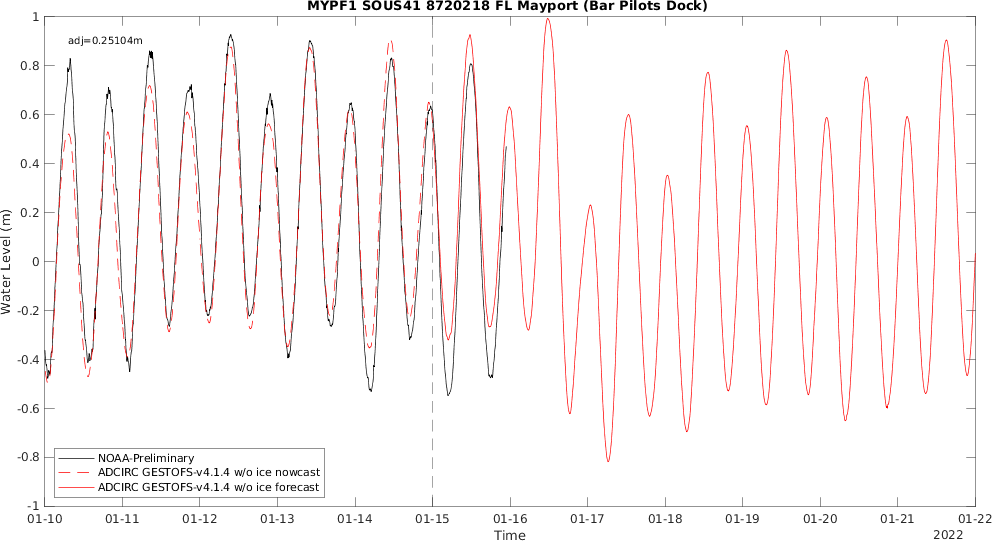 MYPF1 SOUS41 8720218 FL Mayport (Bar Pilots Dock)
adj=0.25104m
1
0.8
0.6
0.4
0.2
0
-0.2
-0.4
-0.6
-0.8
-1
Water Level (m)
NOAA-Preliminary
ADCIRC GESTOFS-v4.1.4 w/o ice nowcast
ADCIRC GESTOFS-v4.1.4 w/o ice forecast
01-10 01-11 01-12 01-13 01-14 01-15 01-16 01-17 01-18 01-19 01-20 01-21 01-22
Time
2022